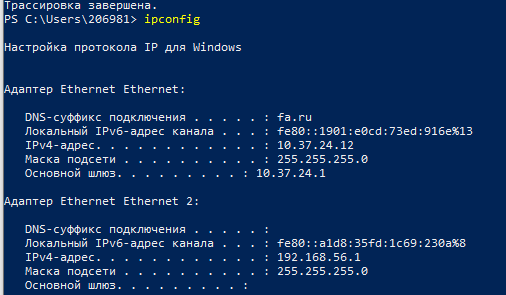 Трассировка завершена.
PS C:\Users\206981> ipconfig
Настройка протокола IP для Windows
Адаптер Ethernet Ethernet:
DNS-суффикс подключения . . . . . : fa.ru
Локальный IPv6-адрес канала . . . : fe80::1901:e0cd:73ed:916e%13
IPv4-адрес. . . . . . . . . . . . : 10.37.24.12
Маска подсети . . . . . . . . . . : 255.255.255.0
Основной шлюз. . . . . . . . . : 10.37.24.1
Адаптер Ethernet Ethernet 2:
DNS-суффикс подключения . . . . . :
Локальный IPv6-адрес канала . . . : fe80::a1d8:35fd:1c69:230a%8
IPv4-адрес. . . . . . . . . . . . : 192.168.56.1
Маска подсети . . . . . . . . . . : 255.255.255.0
Основной шлюз. . . . . . . . . :